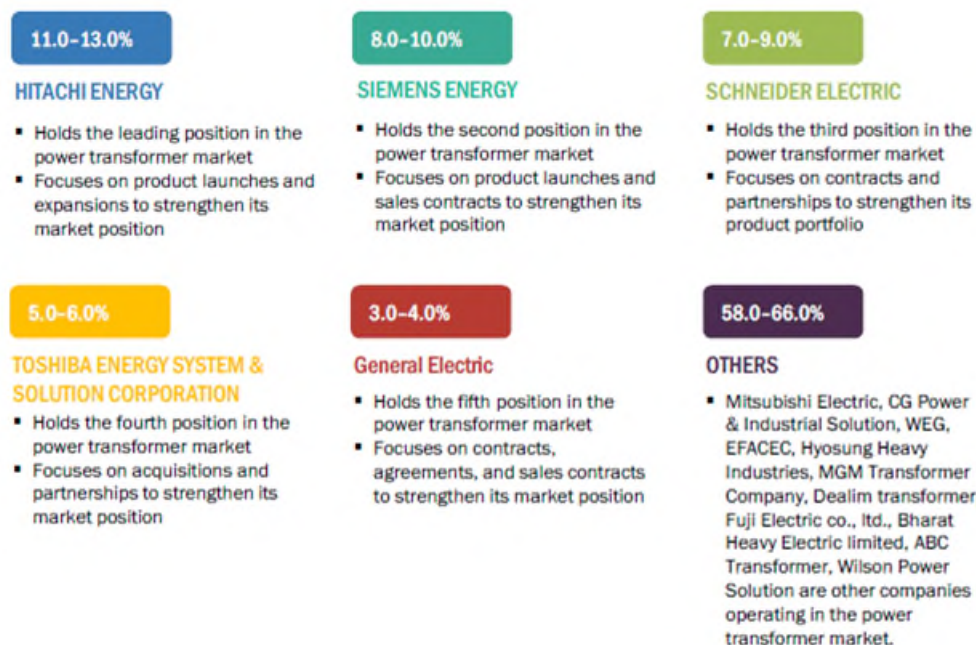 11.0–13.0%
HITACHI ENERGY
▪ Holds the leading position in the
power transformer market
▪ Focuses on product launches and
expansions to strengthen its
market position
8.0–10.0%
SIEMENS ENERGY
▪ Holds the second position in the
power transformer market
▪ Focuses on product launches and
sales contracts to strengthen its
market position
7.0–9.0%
SCHNEIDER ELECTRIC
▪ Holds the third position in the
power transformer market
▪ Focuses on contracts and
partnerships to strengthen its
product portfolio
5.0–6.0%
TOSHIBA ENERGY SYSTEM &
SOLUTION CORPORATION
▪ Holds the fourth position in the
power transformer market
▪ Focuses on acquisitions and
partnerships to strengthen its
market position
3.0–4.0%
General Electric
▪ Holds the fifth position in the
power transformer market
▪ Focuses on contracts,
agreements, and sales contracts
to strengthen its market position
58.0–66.0%
OTHERS
▪ Mitsubishi Electric, CG Power
& Industrial Solution, WEG,
EFACEC, Hyosung Heavy
Industries, MGM Transformer
Company, Dealim transformer
Fuji Electric co., ltd., Bharat
Heavy Electric limited, ABC
Transformer, Wilson Power
Solution are other companies
operating in the power
transformer market.